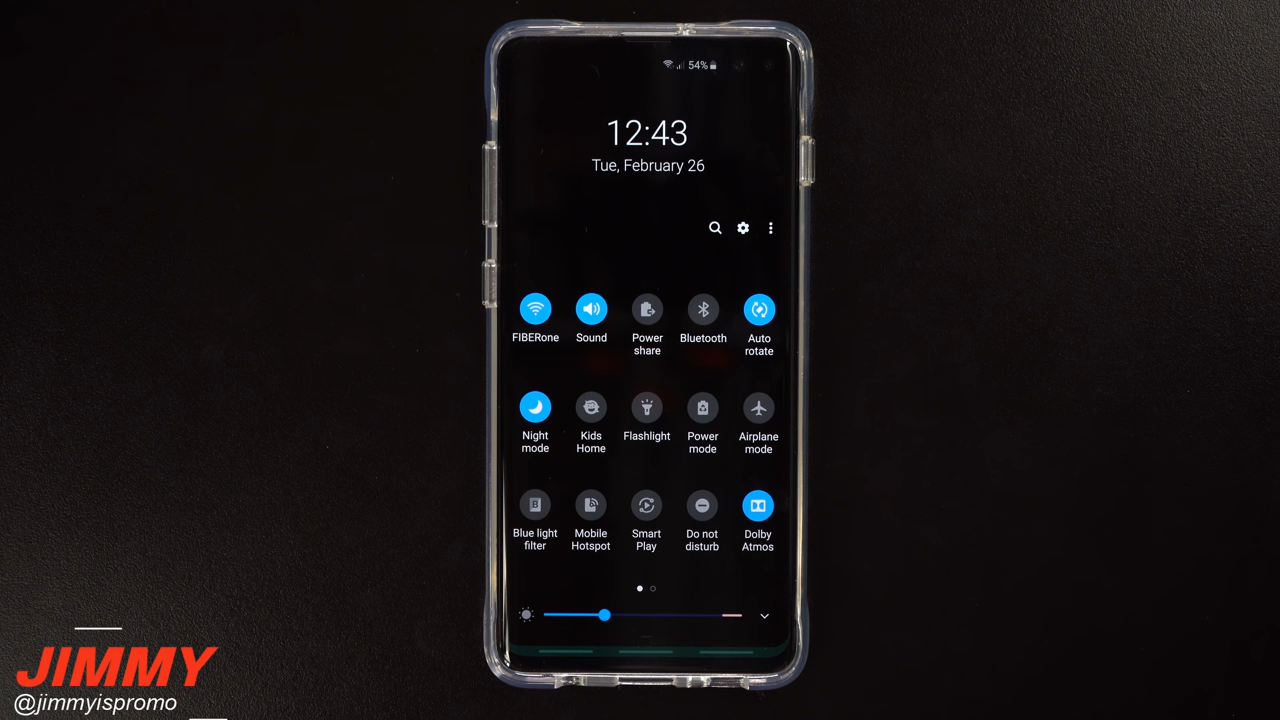 54%
12:43
Tue, February 26
FIBERone
Sound
Power
share
Bluetooth
Auto
rotate
Night
mode
Kids
Home
Flashlight
Power
mode
Airplane
mode
Blue light
filter
Mobile
Hotspot
Smart
Play
Do not
disturb
Dolby
Atmos
JIMMY
@jimmyispromo